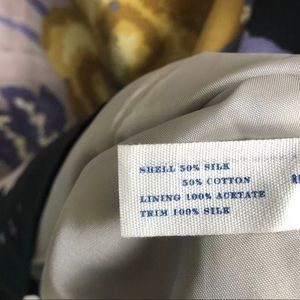 SHELL 50% SILK
50% COTTON
LINING 100% ACETATE
TRIM 100% SILK